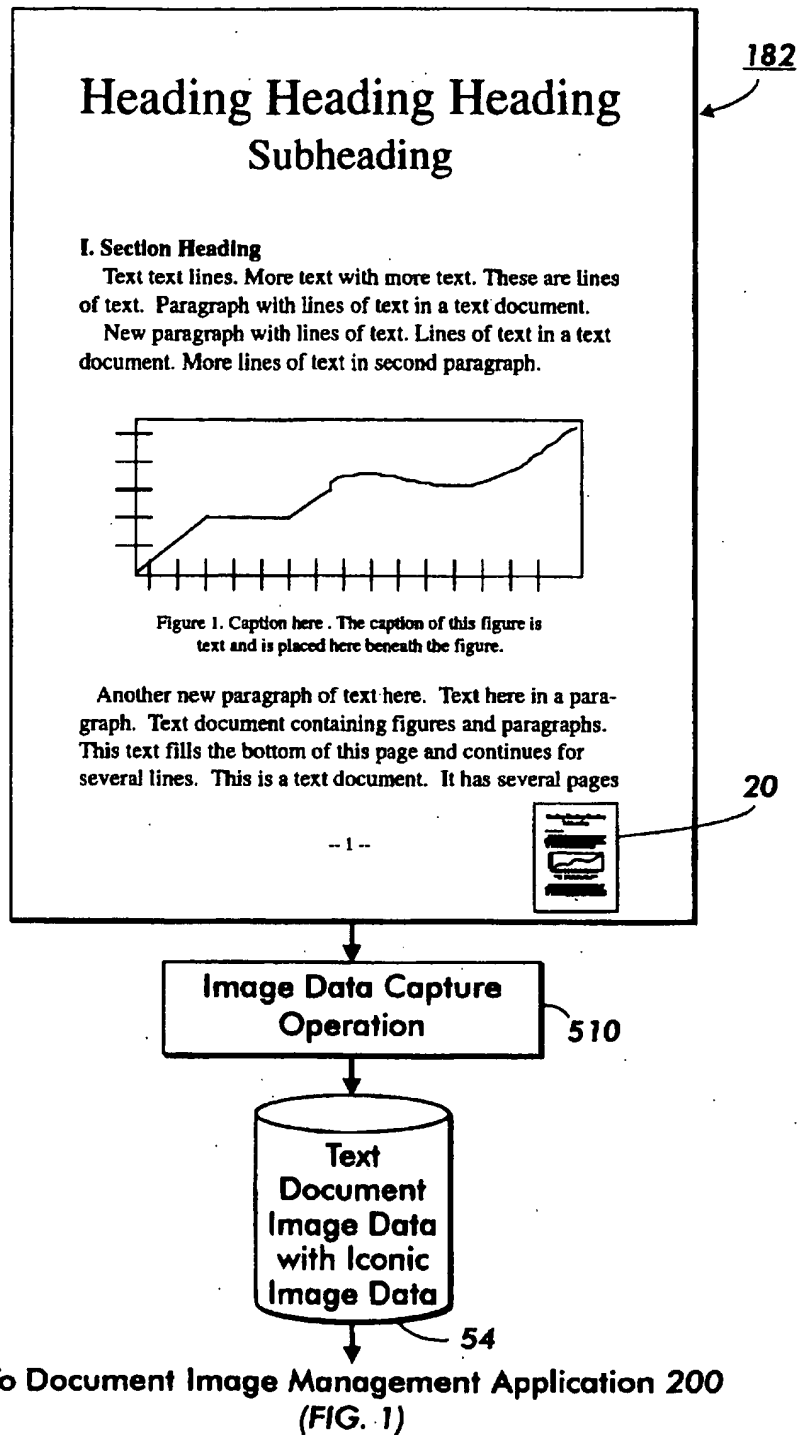 182
Heading Heading Heading
Subheading
I. Section Heading
Text text lines. More text with more text. These are lines
of text. Paragraph with lines of text in a text document.
New paragraph with lines of text. Lines of text in a text
document. More lines of text in second paragraph.
Figure 1. Caption here . The caption of this figure is
text and is placed here beneath the figure.
Another new paragraph of text here. Text here in a para-
graph. Text document containing figures and paragraphs.
This text fills the bottom of this page and continues for
several lines. This is a text document. It has several pages
20
-- 1 --
Image Data Capture
Operation
510
Text
Document
Image Data
with Iconic
Image Data
54
o Document Image Management Application 200
(FIG. 1)